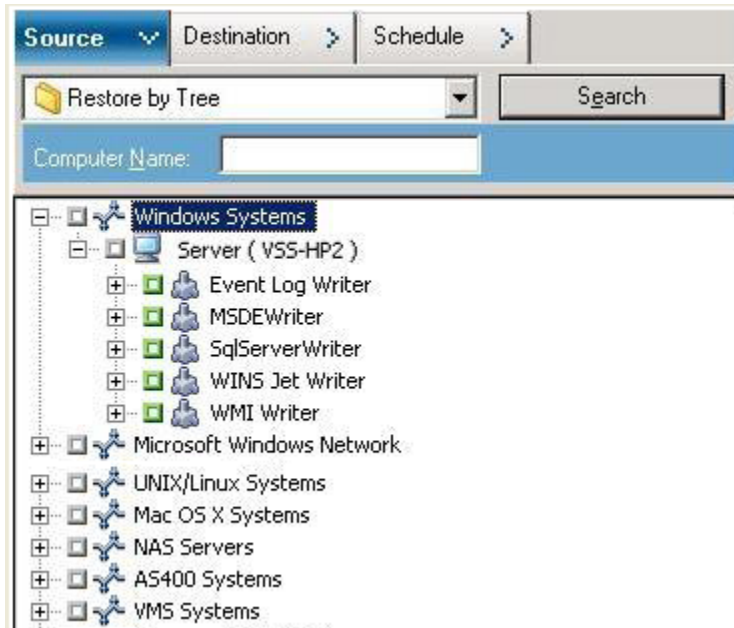 Source Destination Schedule
Restore by Tree Search
Computer Name:
Windows Systems
Server ( VSS-HP2 )
Event Log Writer
MSDEWriter
SqlServerWriter
WINS Jet Writer
WMI Writer
Microsoft Windows Network
UNIX/Linux Systems
Mac OS X Systems
NAS Servers
AS400 Systems
VMS Systems